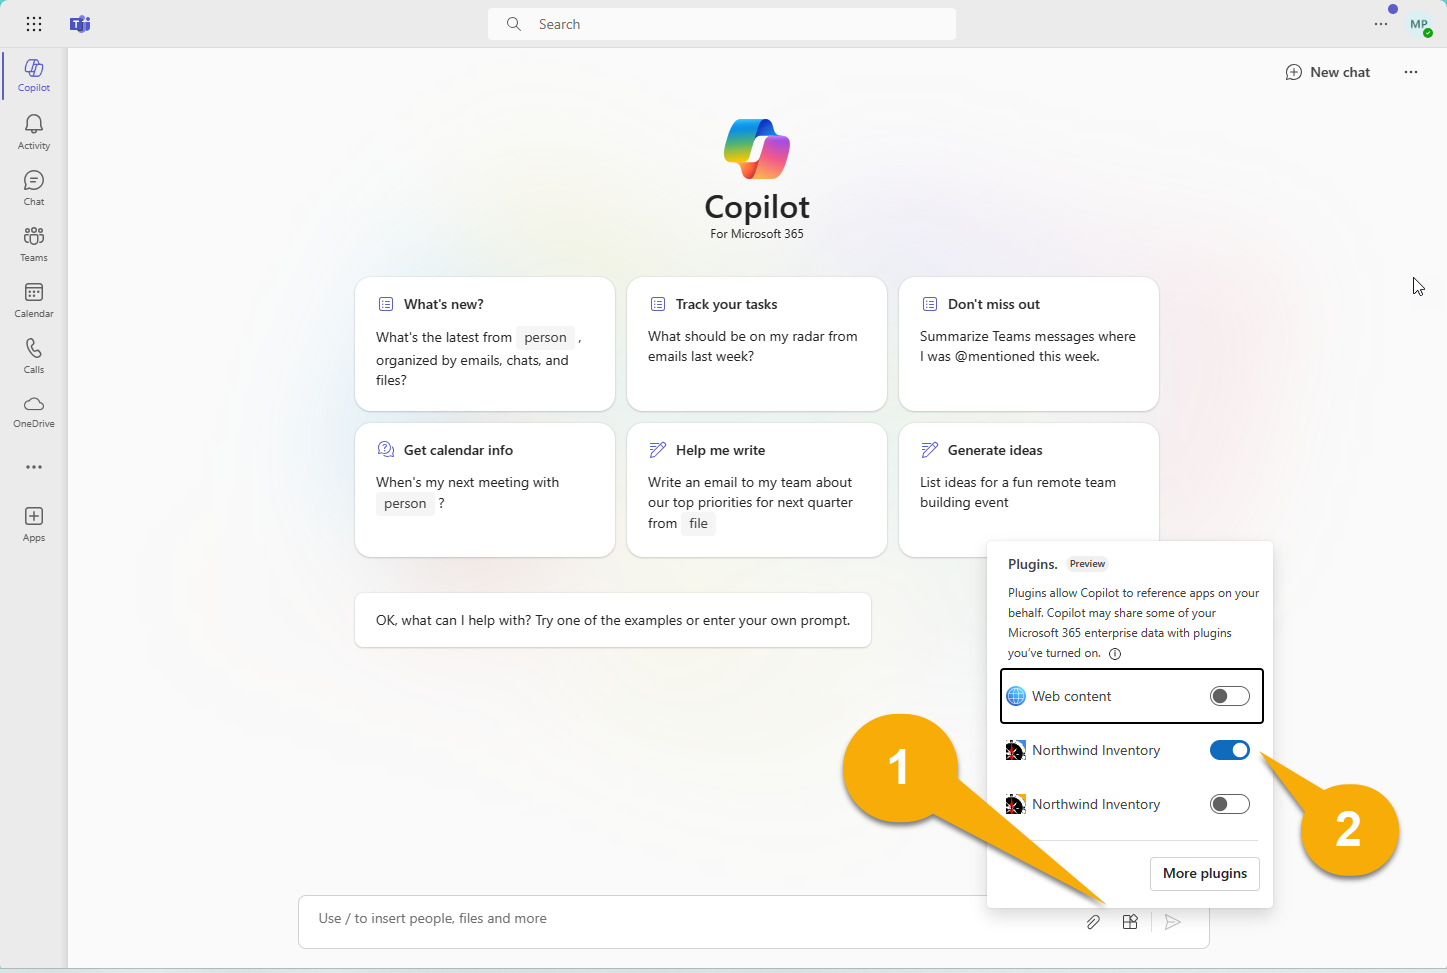 Search
MP
Copilot
Activity
Chat
Teams
Calendar
Calls
OneDrive
Apps
New chat
Copilot
For Microsoft 365
What's new?
What's the latest from person ,
organized by emails, chats, and
files?
Track your tasks
What should be on my radar from
emails last week?
Don't miss out
Summarize Teams messages where
I was @mentioned this week.
Get calendar info
When's my next meeting with
person ?
Help me write
Write an email to my team about
our top priorities for next quarter
from file
Generate ideas
List ideas for a fun remote team
building event
OK, what can I help with? Try one of the examples or enter your own prompt.
Plugins. Preview
Plugins allow Copilot to reference apps on your
behalf. Copilot may share some of your
Microsoft 365 enterprise data with plugins
you've turned on.
Web content
Northwind Inventory
Northwind Inventory
More plugins
1
2
Use / to insert people, files and more